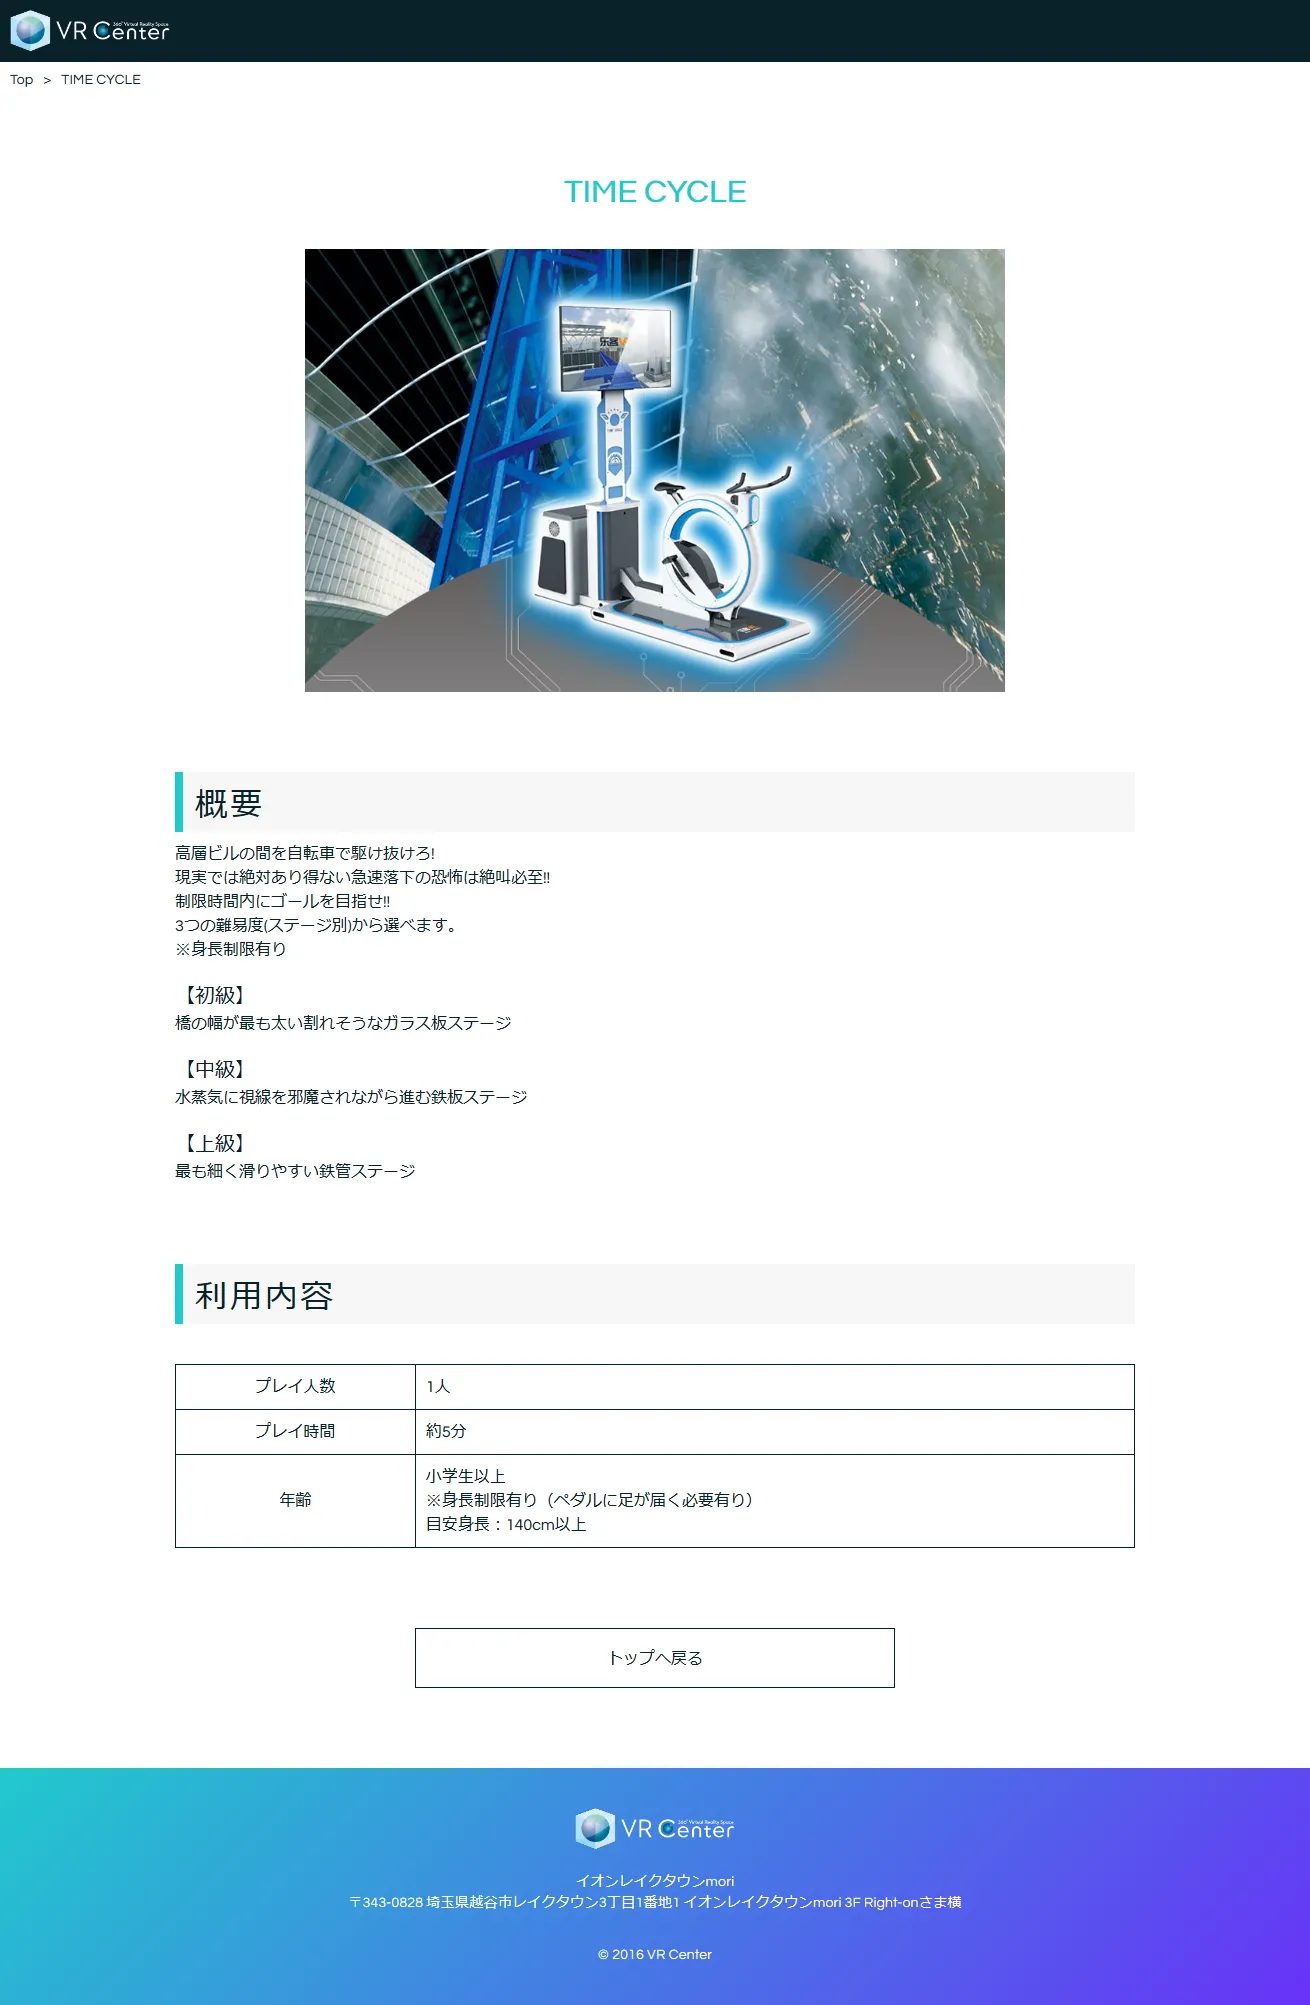 360° Virtual Reality Space
VR Center
Top > TIME CYCLE
TIME CYCLE
乐客V
概要
高層ビルの間を自転車で駆け抜けろ!
現実では絶対あり得ない急速落下の恐怖は絶叫必至!!
制限時間内にゴールを目指せ!!
3つの難易度(ステージ別)から選べます。
※身長制限有り
【初級】
橋の幅が最も太い割れそうなガラス板ステージ
【中級】
水蒸気に視線を邪魔されながら進む鉄板ステージ
【上級】
最も細く滑りやすい鉄管ステージ
利用内容
プレイ人数 1人
プレイ時間 約5分
年齢 小学生以上
※身長制限有り（ペダルに足が届く必要有り）
目安身長：140cm以上
トップへ戻る
360° Virtual Reality Space
VR Center
イオンレイクタウンmori
〒343-0828 埼玉県越谷市レイクタウン3丁目1番地1 イオンレイクタウンmori 3F Right-onさま横
© 2016 VR Center